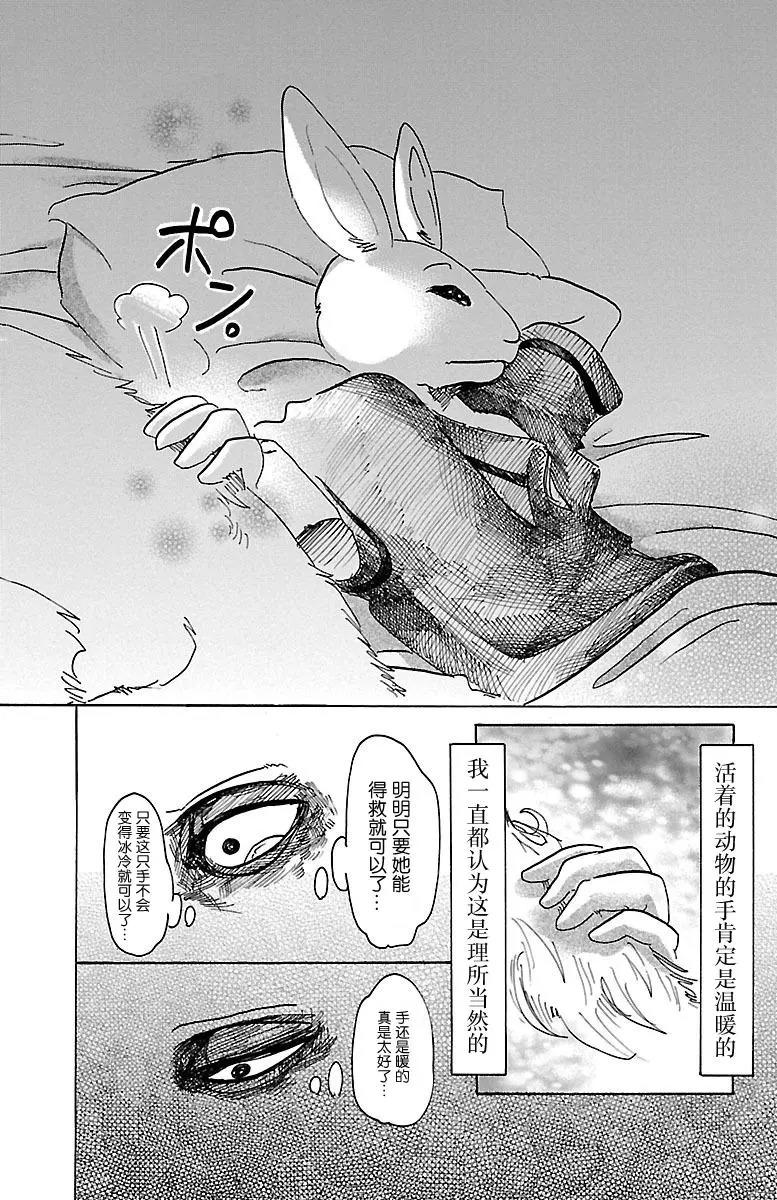 ポン。
活着的动物的手肯定是温暖的
我一直都认为这是理所当然的
明明只要她能
得救就可以了…
只要这只手不会
变得冰冷就可以了…
手还是暖的
真是太好了…